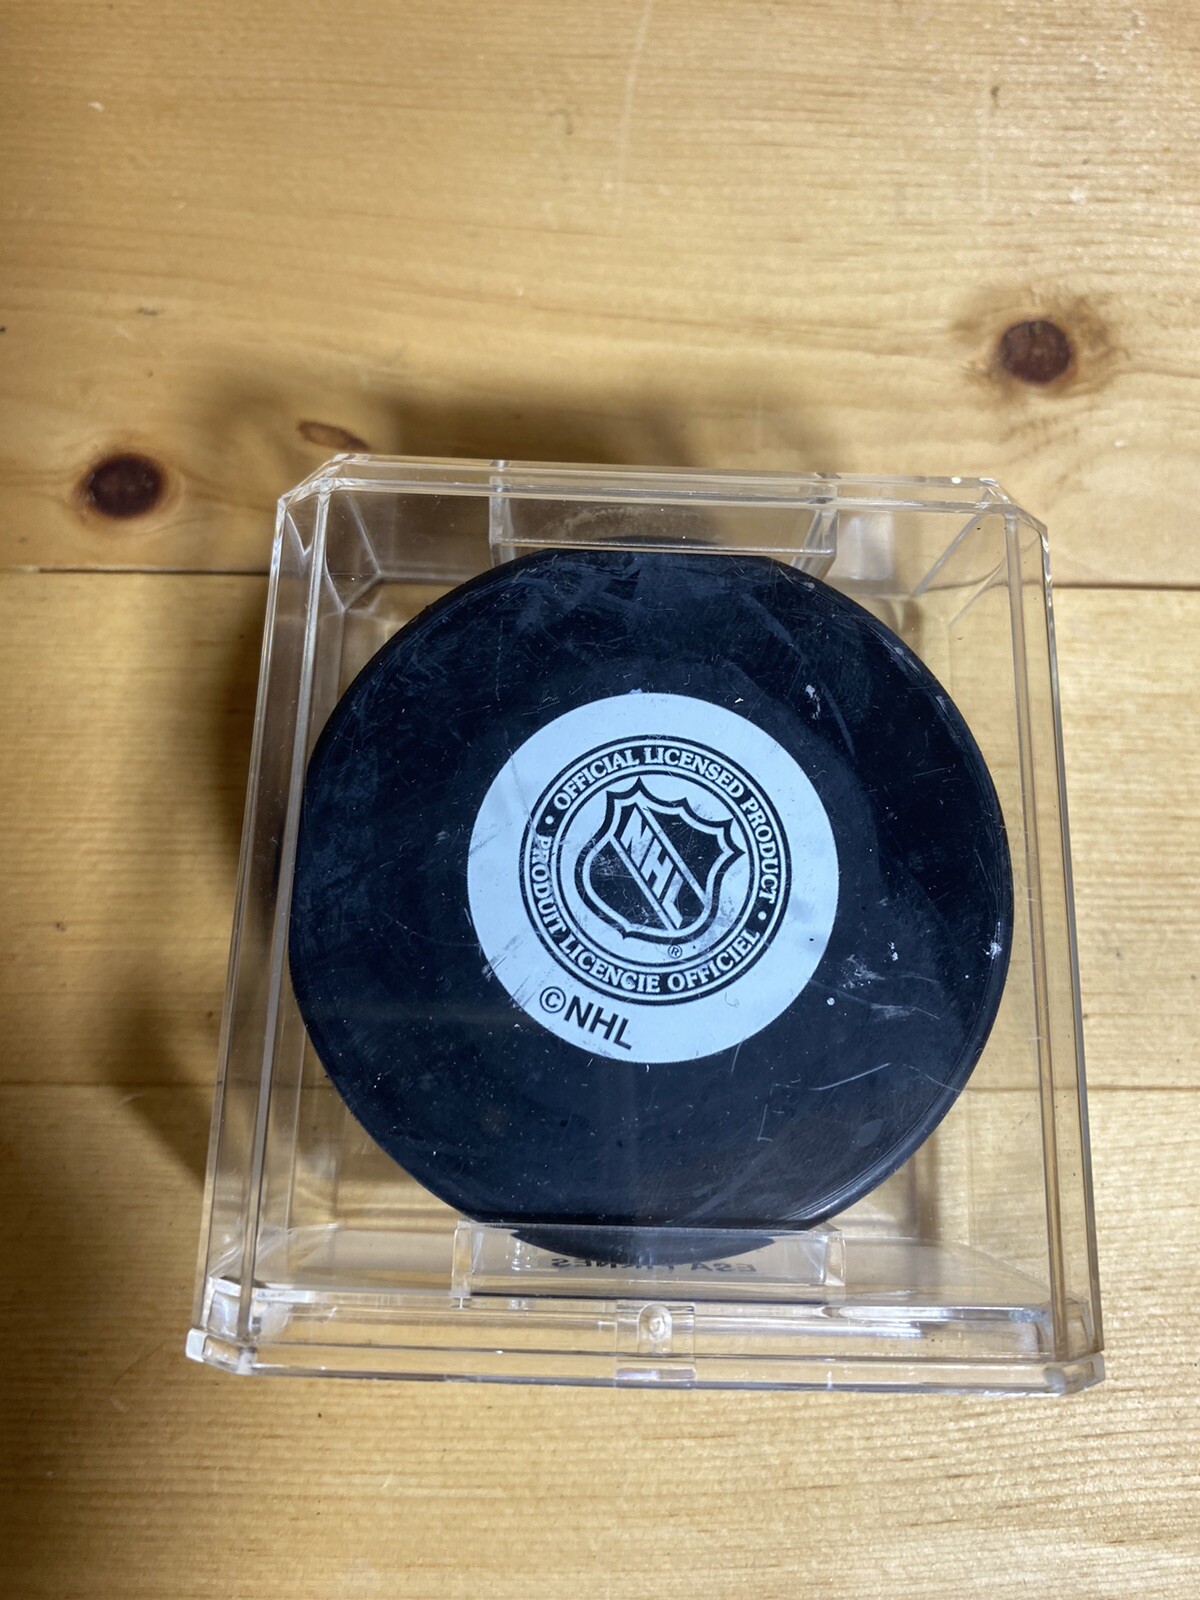 • OFFICIAL LICENSED PRODUCT •
NHL
®
PRODUIT LICENCIE OFFICIEL
©NHL